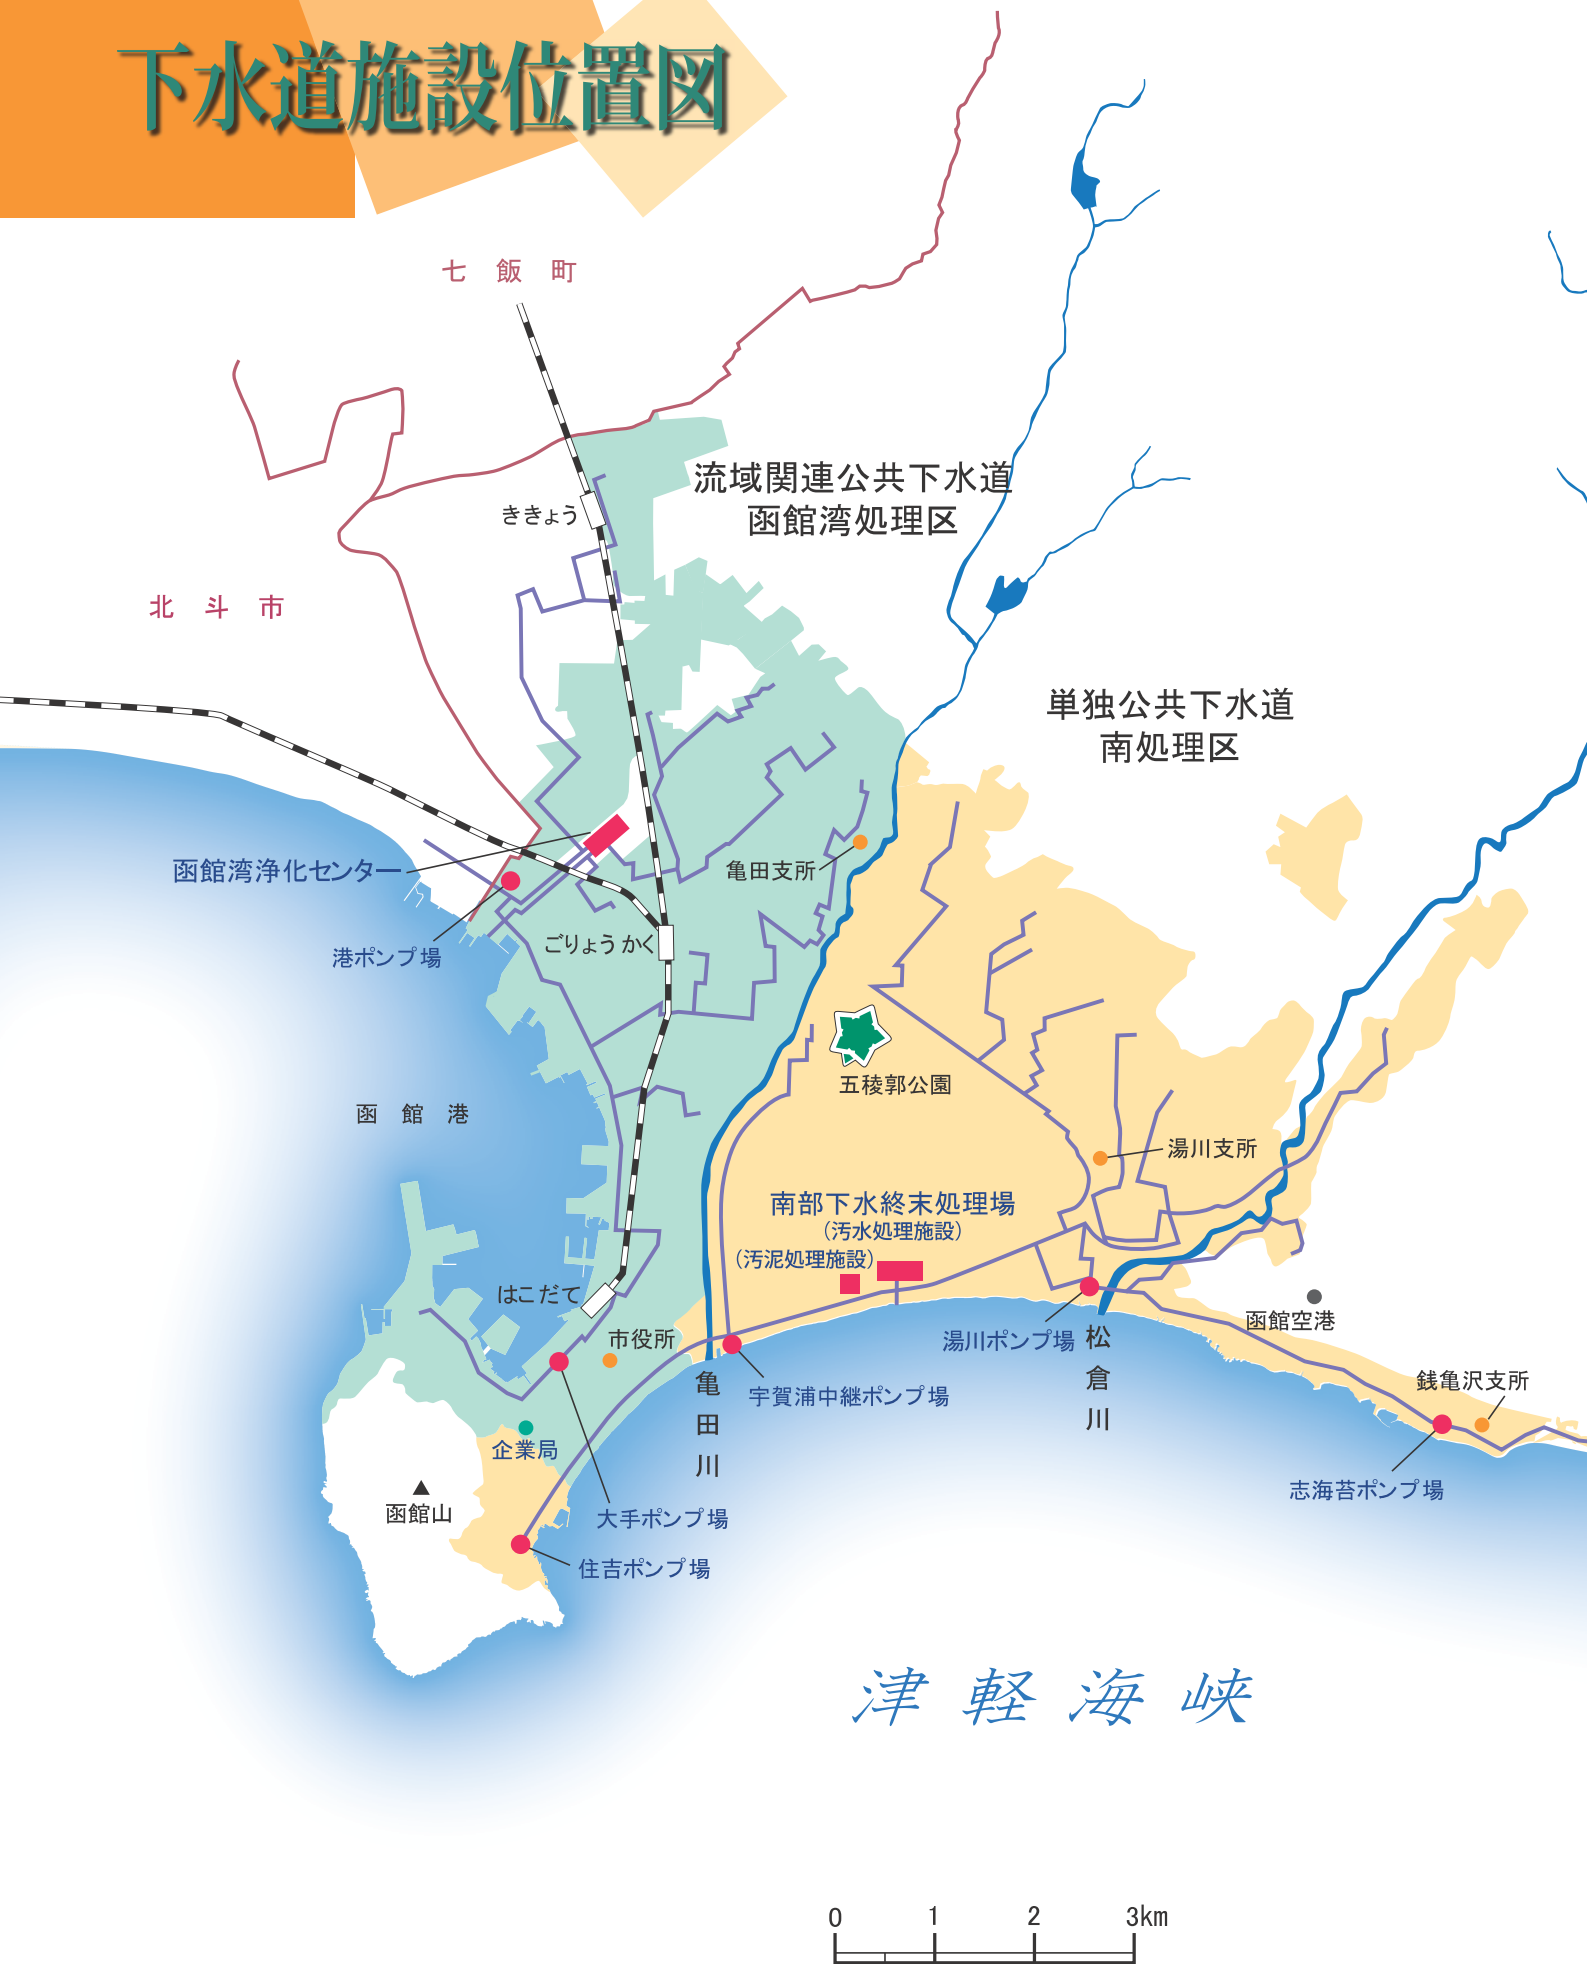 下水道施設位置図
七飯町
流域関連公共下水道
函館湾処理区
ききょう
北斗市
単独公共下水道
南処理区
函館湾浄化センター
亀田支所
ごりょうかく
港ポンプ場
五稜郭公園
函館港
湯川支所
南部下水終末処理場
（汚水処理施設）
（汚泥処理施設）
はこだて
市役所
函館空港
湯川ポンプ場
松倉川
銭亀沢支所
宇賀浦中継ポンプ場
亀田川
企業局
志海苔ポンプ場
函館山
大手ポンプ場
住吉ポンプ場
津軽海峡
0 1 2 3km